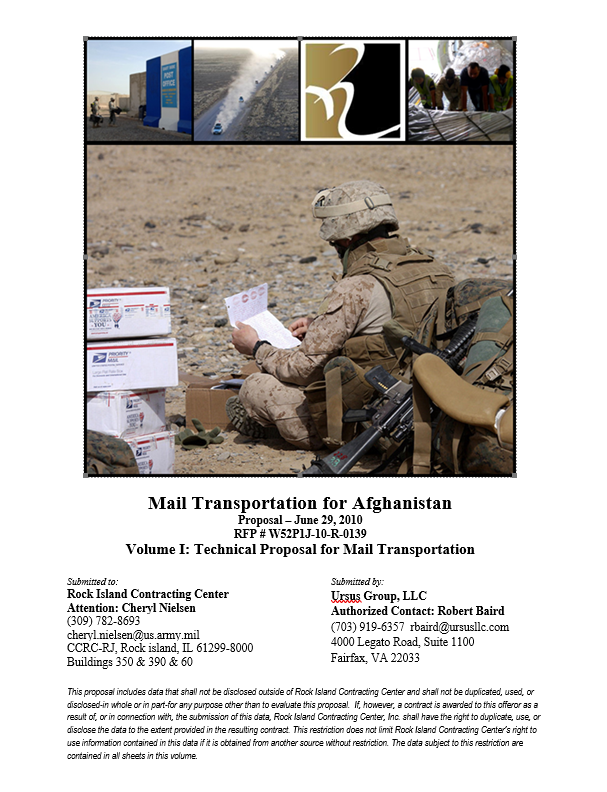 POST OFFICE
PRIORITY
MAIL
YOU
PRIORITY
MAIL
Mail Transportation for Afghanistan
Proposal – June 29, 2010
RFP # W52P1J-10-R-0139
Volume I: Technical Proposal for Mail Transportation
Submitted to:
Rock Island Contracting Center
Attention: Cheryl Nielsen
(309) 782-8693
cheryl.nielsen@us.army.mil
CCRC-RJ, Rock island, IL 61299-8000
Buildings 350 & 390 & 60
Submitted by:
Ursus Group, LLC
Authorized Contact: Robert Baird
(703) 919-6357  rbaird@ursusllc.com
4000 Legato Road, Suite 1100
Fairfax, VA 22033
This proposal includes data that shall not be disclosed outside of Rock Island Contracting Center and shall not be duplicated, used, or
disclosed-in whole or in part-for any purpose other than to evaluate this proposal.  If, however, a contract is awarded to this offeror as a
result of, or in connection with, the submission of this data, Rock Island Contracting Center, Inc. shall have the right to duplicate, use, or
disclose the data to the extent provided in the resulting contract. This restriction does not limit Rock Island Contracting Center's right to
use information contained in this data if it is obtained from another source without restriction. The data subject to this restriction are
contained in all sheets in this volume.